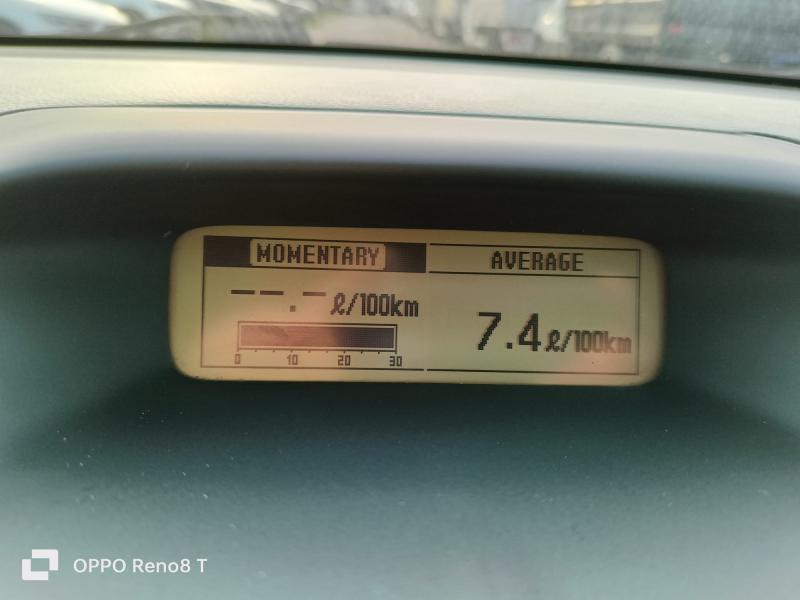 MOMENTARY
AVERAGE
--.- ℓ/100km
7.4 ℓ/100km
0 10 20 30
OPPO Reno8 T